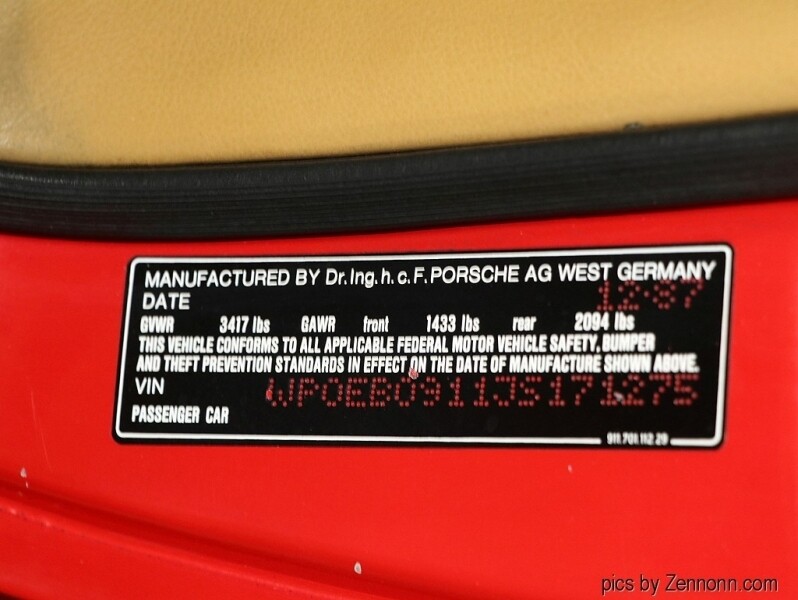 MANUFACTURED BY Dr.Ing.h.c.F.PORSCHE AG WEST GERMANY
DATE 12-87
GVWR 3417 lbs GAWR front 1433 lbs rear 2094 lbs
THIS VEHICLE CONFORMS TO ALL APPLICABLE FEDERAL MOTOR VEHICLE SAFETY, BUMPER
AND THEFT PREVENTION STANDARDS IN EFFECT ON THE DATE OF MANUFACTURE SHOWN ABOVE.
VIN WP0EB0911JS171275
PASSENGER CAR
911.701.112.29
pics by Zennonn.com